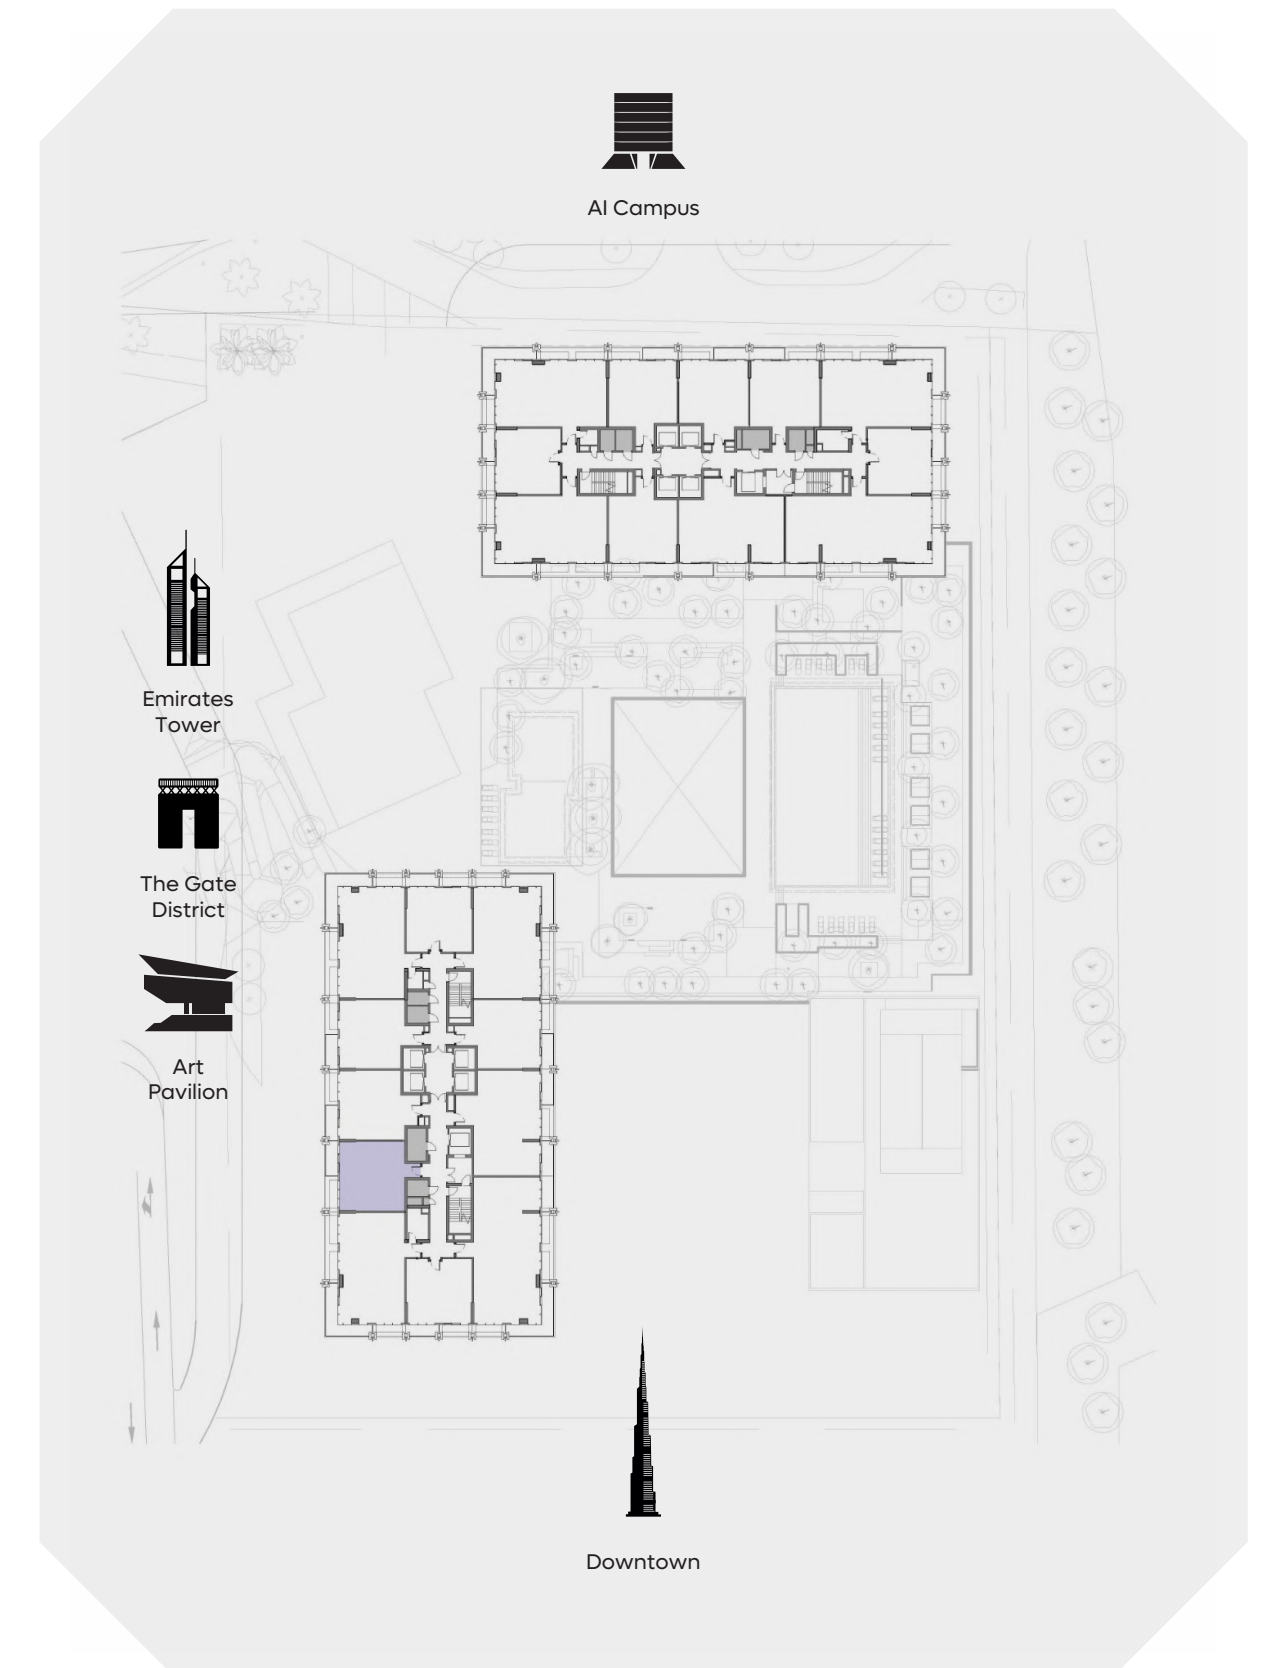 AI Campus
Emirates
Tower
The Gate
District
Art
Pavilion
Downtown